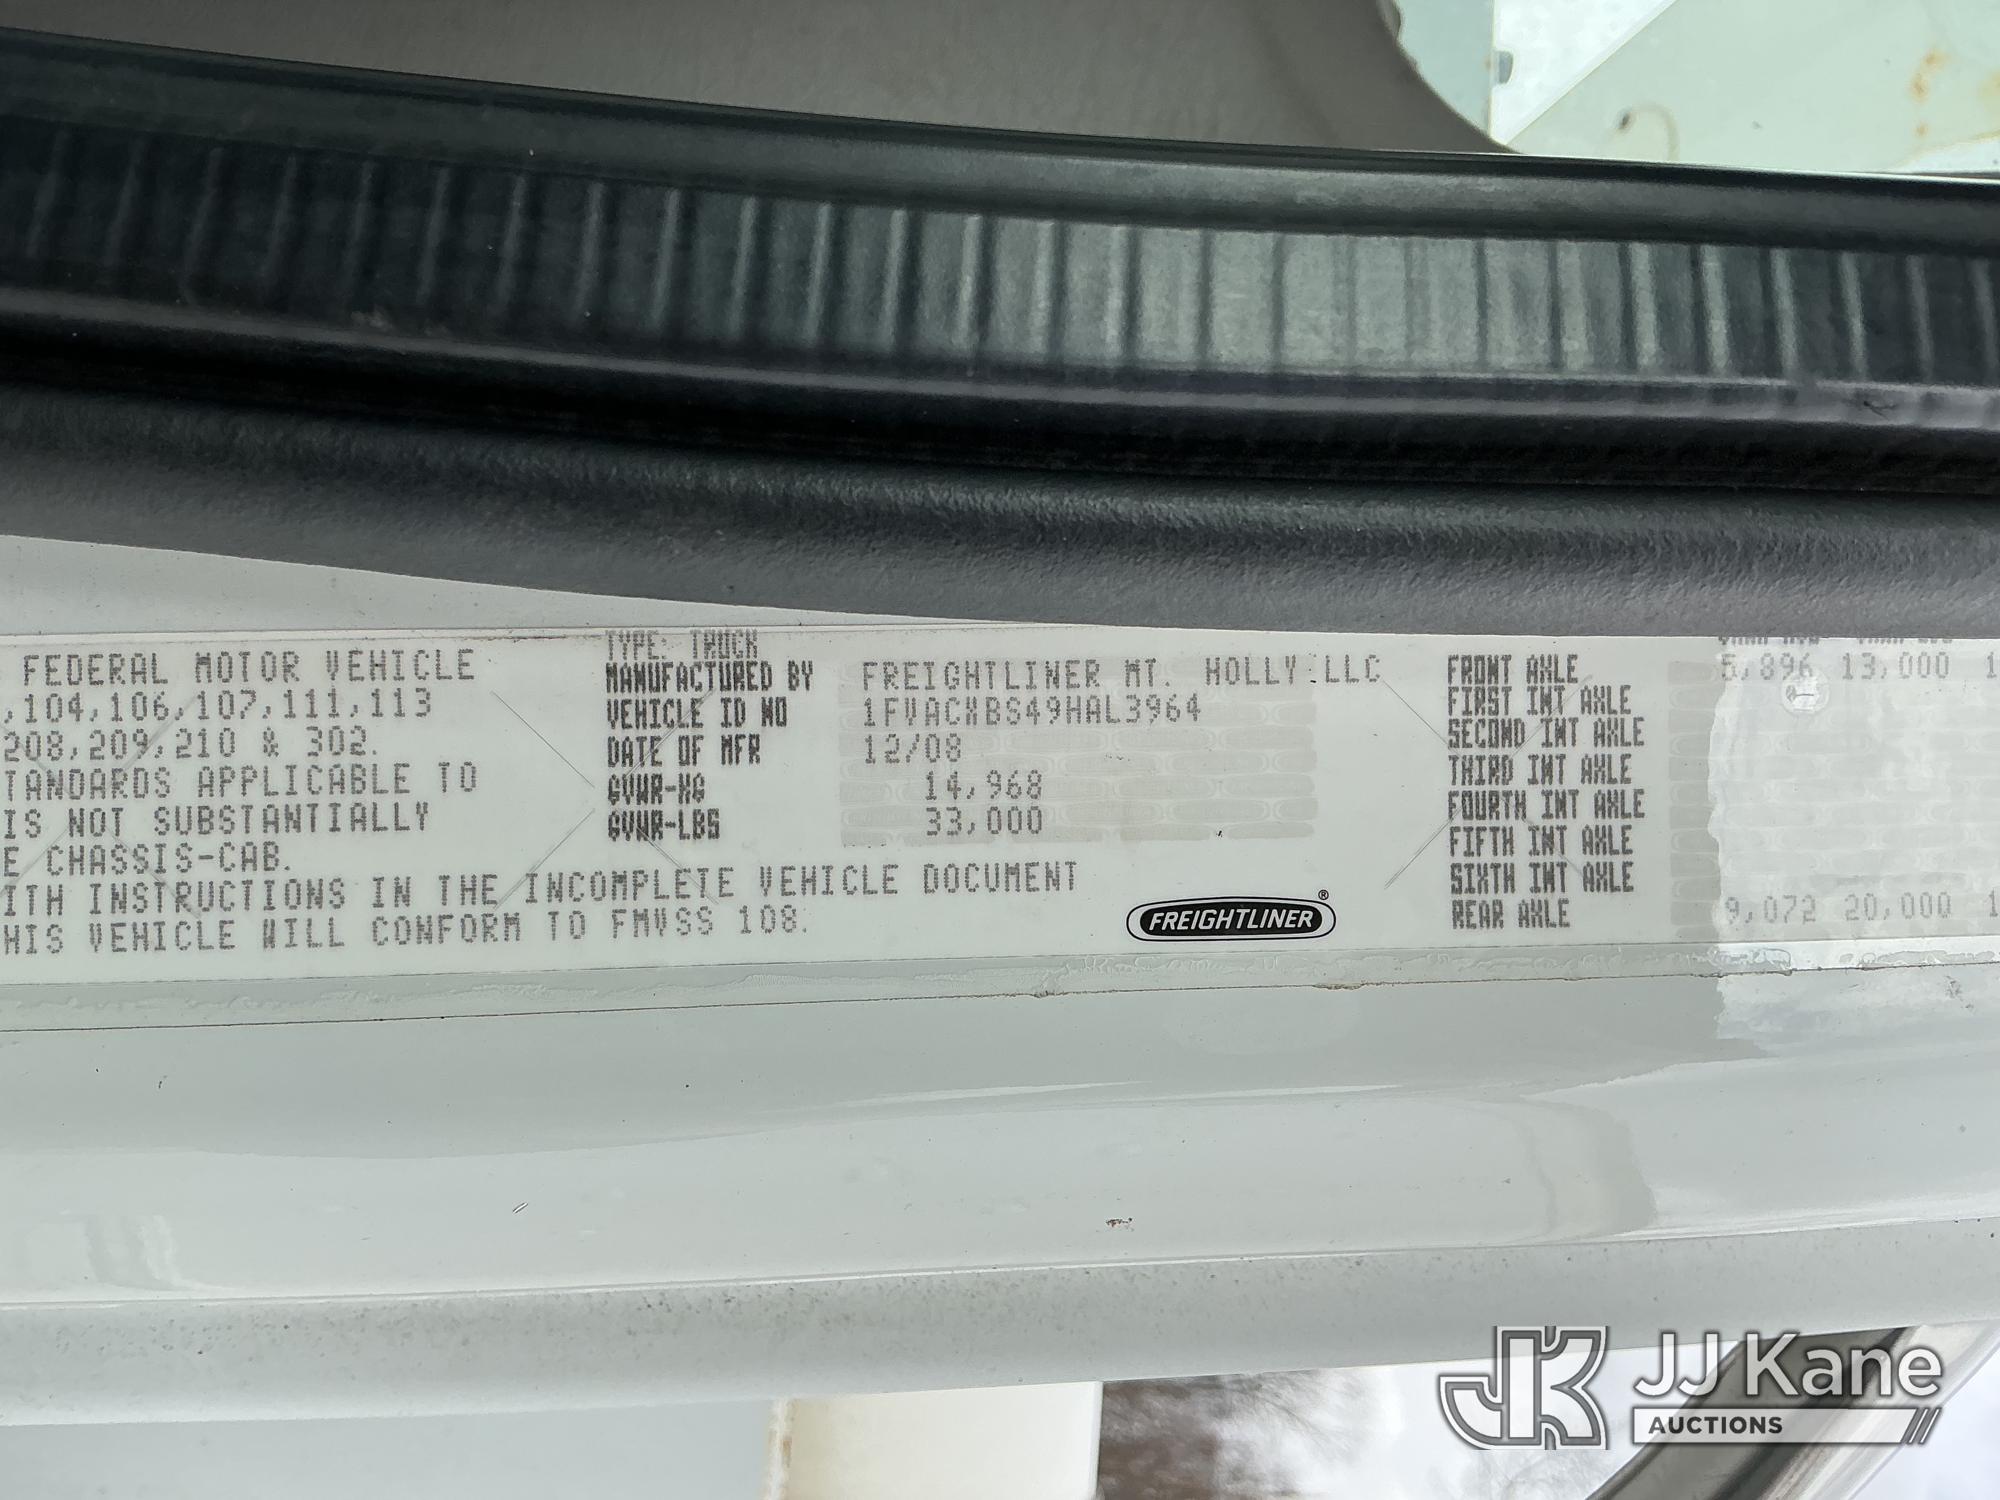 FEDERAL MOTOR VEHICLE
,104,106,107,111,113
208,209,210 & 302.
TANDARDS APPLICABLE TO
IS NOT SUBSTANTIALLY
E CHASSIS-CAB.
ITH INSTRUCTIONS IN THE INCOMPLETE VEHICLE DOCUMENT
HIS VEHICLE WILL CONFORM TO FMVSS 108.
TYPE: TRUCK
MANUFACTURED BY FREIGHTLINER MT. HOLLY LLC
VEHICLE ID NO 1FVACXBS49HAL3964
DATE OF MFR 12/08
GVWR-KG 14,968
GVWR-LBS 33,000
FREIGHTLINER®
FRONT AXLE 5,896 13,000 1
FIRST INT AXLE
SECOND INT AXLE
THIRD INT AXLE
FOURTH INT AXLE
FIFTH INT AXLE
SIXTH INT AXLE
REAR AXLE 9,072 20,000 1
JK JJ Kane
AUCTIONS